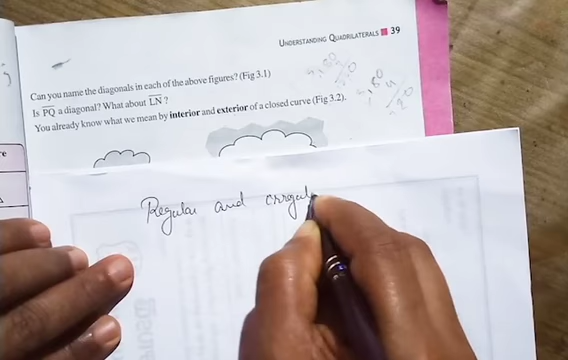 UNDERSTANDING QUADRILATERALS 39
Can you name the diagonals in each of the above figures? (Fig 3.1)
Is PQ a diagonal? What about LN ?
You already know what we mean by interior and exterior of a closed curve (Fig 3.2).
Regular and irregul